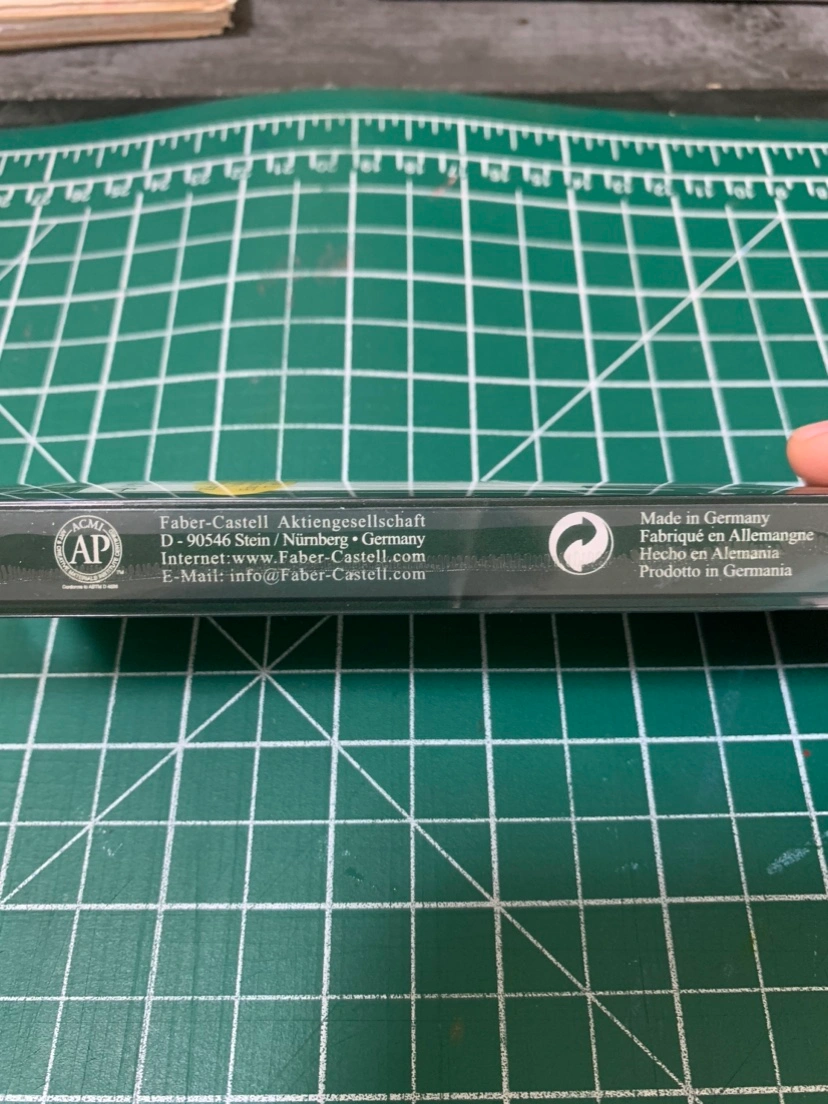 ACMI
AP
Faber-Castell Aktiengesellschaft
D - 90546 Stein / Nürnberg • Germany
Internet:www.Faber-Castell.com
E-Mail: info@Faber-Castell.com
Made in Germany
Fabriqué en Allemangne
Hecho en Alemania
Prodotto in Germania